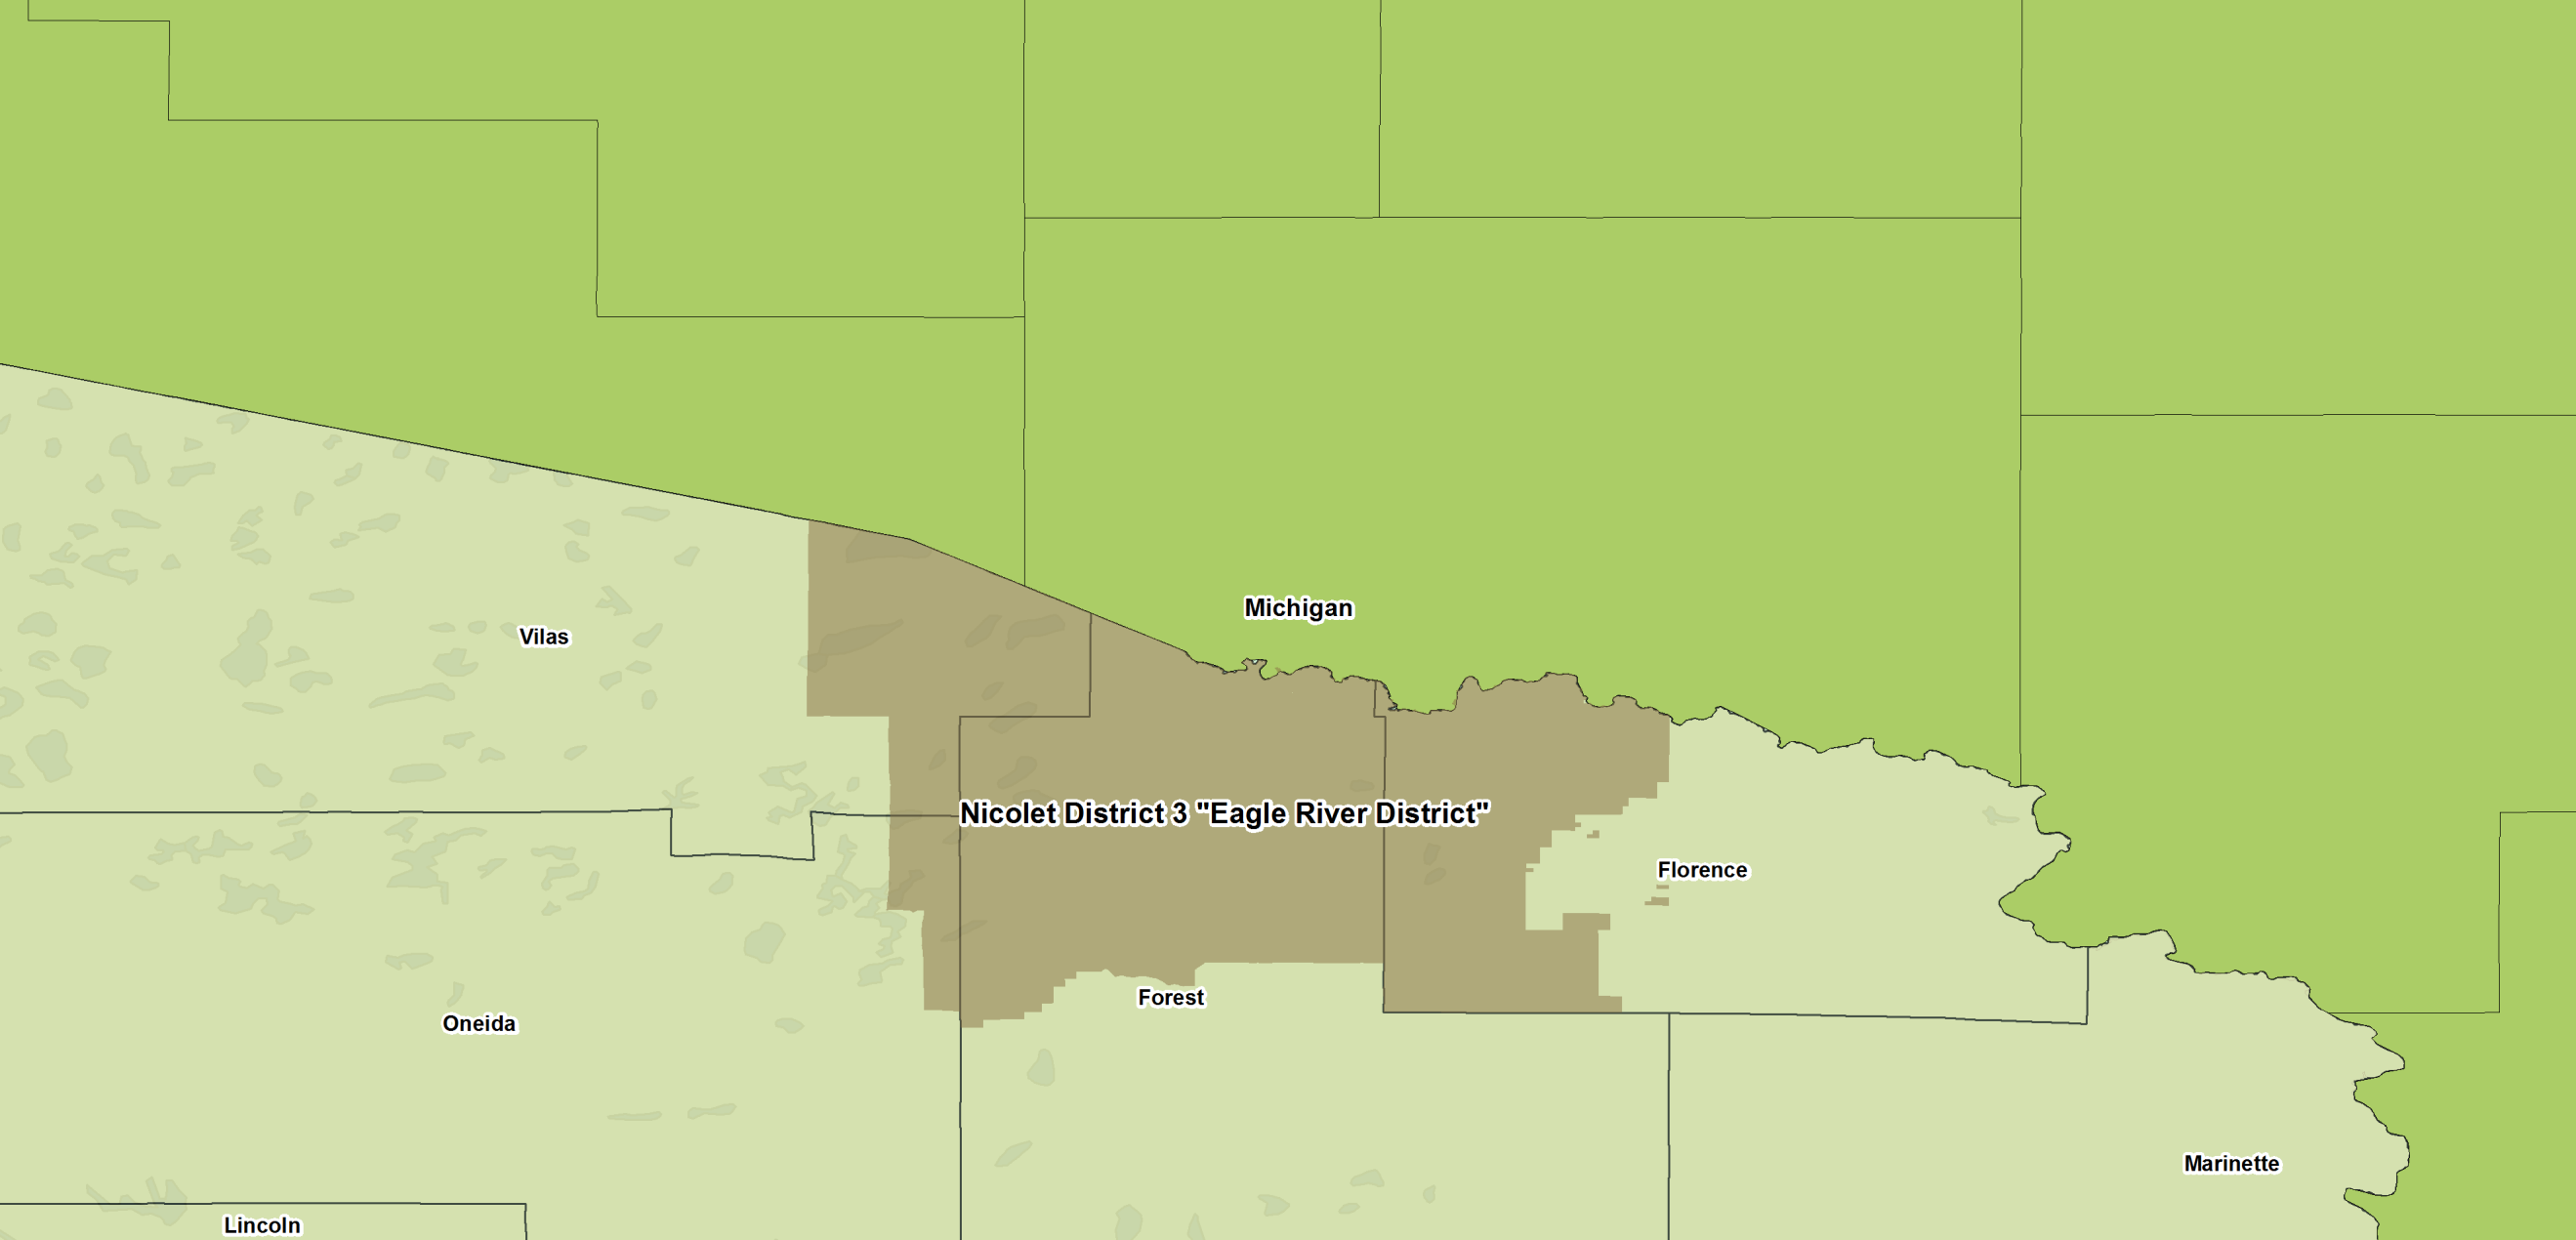 Michigan
Vilas
Nicolet District 3 "Eagle River District"
Florence
Forest
Oneida
Marinette
Lincoln